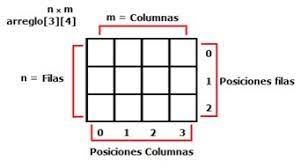 n x m
arreglo[3][4]
m = Columnas
n = Filas
0
1
2
Posiciones filas
0 1 2 3
Posiciones Columnas